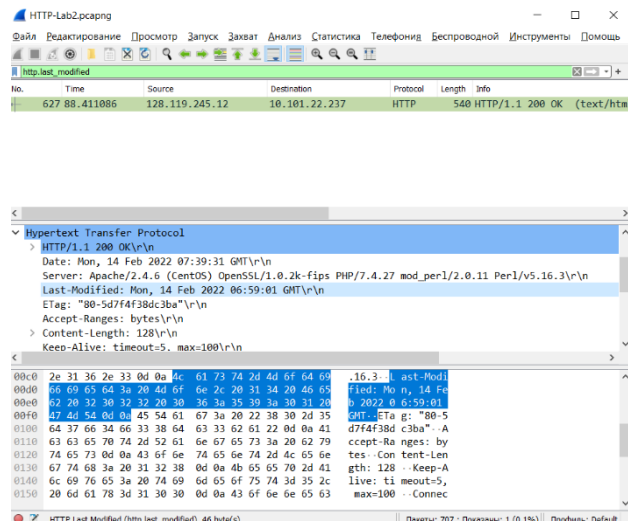 HTTP-Lab2.pcapng
Файл Редактирование Просмотр Запуск Захват Анализ Статистика Телефония Беспроводной Инструменты Помощь
http.last_modified
No. Time Source Destination Protocol Length Info
627 88.411086 128.119.245.12 10.101.22.237 HTTP 540 HTTP/1.1 200 OK (text/htm
Hypertext Transfer Protocol
HTTP/1.1 200 OK\r\n
Date: Mon, 14 Feb 2022 07:39:31 GMT\r\n
Server: Apache/2.4.6 (CentOS) OpenSSL/1.0.2k-fips PHP/7.4.27 mod_perl/2.0.11 Perl/v5.16.3\r\n
Last-Modified: Mon, 14 Feb 2022 06:59:01 GMT\r\n
ETag: "80-5d7f4f38dc3ba"\r\n
Accept-Ranges: bytes\r\n
Content-Length: 128\r\n
Keep-Alive: timeout=5, max=100\r\n
00c0 2e 31 36 2e 33 0d 0a 4c 61 73 74 2d 4d 6f 64 69 .16.3··L ast-Modi
00d0 66 69 65 64 3a 20 4d 6f 6e 2c 20 31 34 20 46 65 fied: Mo n, 14 Fe
00e0 62 20 32 30 32 32 20 30 36 3a 35 39 3a 30 31 20 b 2022 0 6:59:01
00f0 47 4d 54 0d 0a 45 54 61 67 3a 20 22 38 30 2d 35 GMT··ETa g: "80-5
0100 64 37 66 34 66 33 38 64 63 33 62 61 22 0d 0a 41 d7f4f38d c3ba"··A
0110 63 63 65 70 74 2d 52 61 6e 67 65 73 3a 20 62 79 ccept-Ra nges: by
0120 74 65 73 0d 0a 43 6f 6e 74 65 6e 74 2d 4c 65 6e tes··Con tent-Len
0130 67 74 68 3a 20 31 32 38 0d 0a 4b 65 65 70 2d 41 gth: 128 ··Keep-A
0140 6c 69 76 65 3a 20 74 69 6d 65 6f 75 74 3d 35 2c live: ti meout=5,
0150 20 6d 61 78 3d 31 30 30 0d 0a 43 6f 6e 6e 65 63 max=100 ··Connec
HTTP Last Modified (http.last_modified), 46 byte(s) Пакеты: 707 · Показаны: 1 (0.1%) Профиль: Default